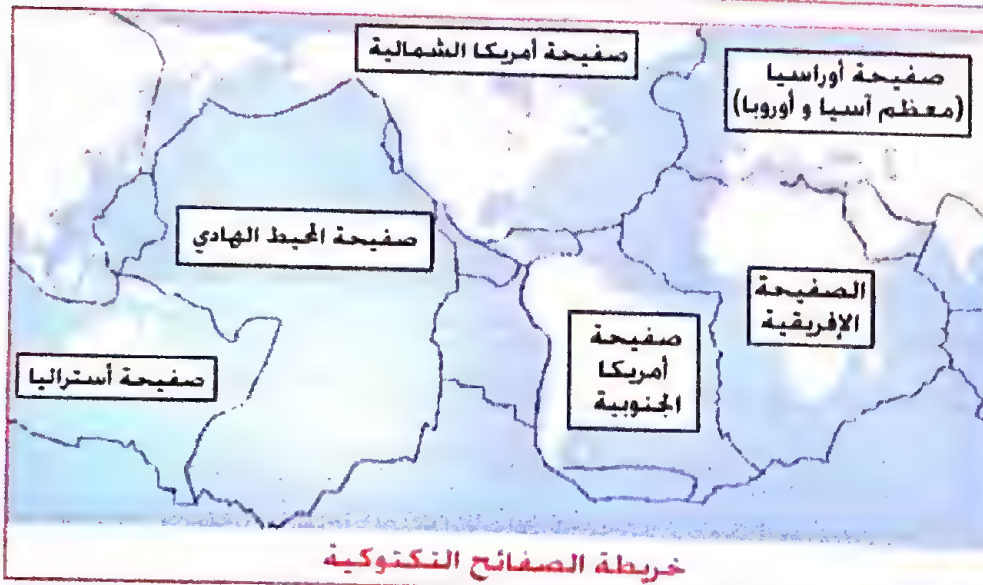 صفيحة أمريكا الشمالية
صفيحة أوراسيا
(معظم آسيا و أوروبا)
صفيحة المحيط الهادي
الصفيحة
الإفريقية
صفيحة
أمريكا
الجنوبية
صفيحة أستراليا
خريطة الصفائح التكتوكية